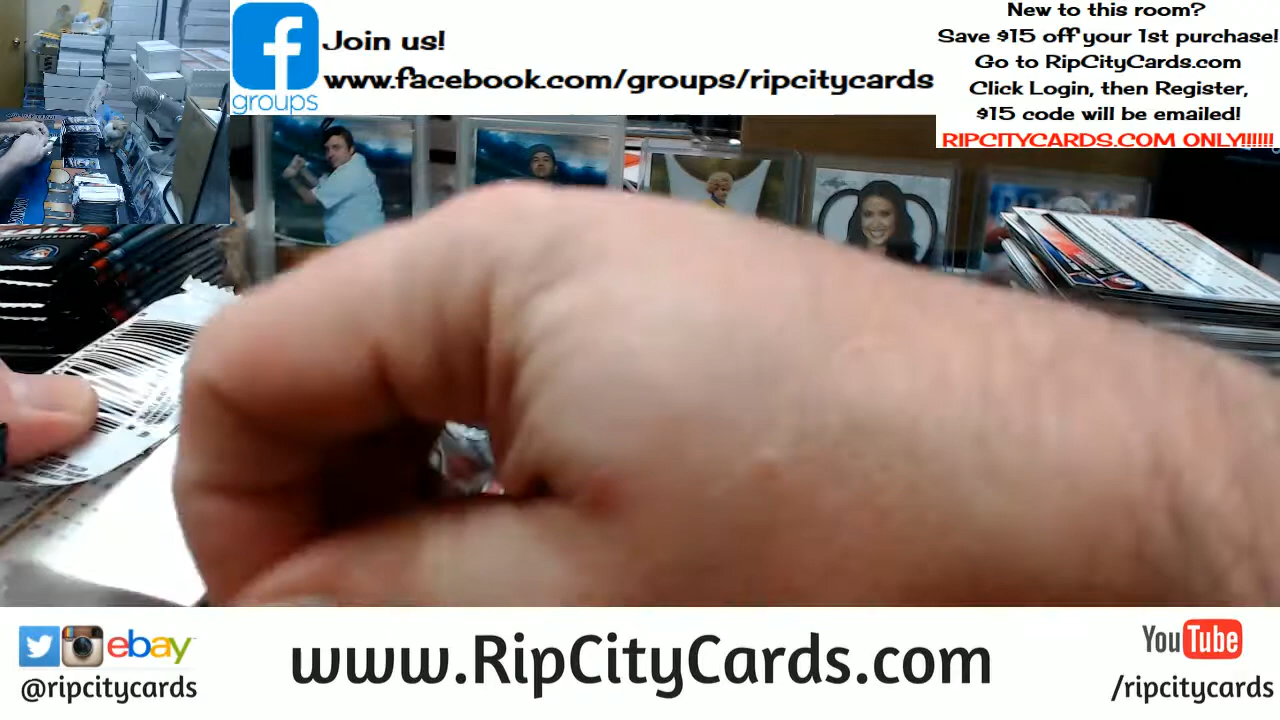 Join us!
www.facebook.com/groups/ripcitycards
groups
New to this room?
Save $15 off your 1st purchase!
Go to RipCityCards.com
Click Login, then Register,
$15 code will be emailed!
RIPCITYCARDS.COM ONLY!!!!!!
ebay
@ripcitycards
www.RipCityCards.com
YouTube
/ripcitycards